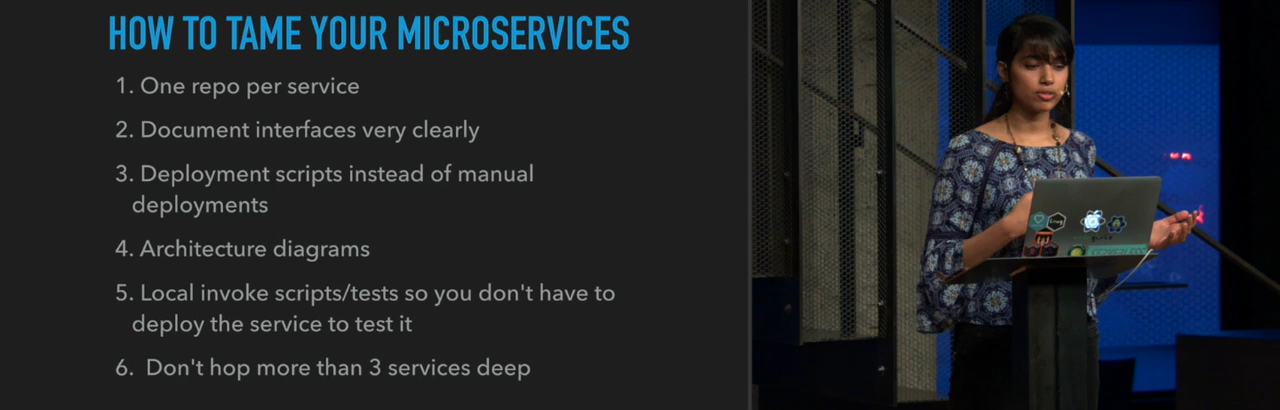 HOW TO TAME YOUR MICROSERVICES
1. One repo per service
2. Document interfaces very clearly
3. Deployment scripts instead of manual
deployments
4. Architecture diagrams
5. Local invoke scripts/tests so you don't have to
deploy the service to test it
6. Don't hop more than 3 services deep